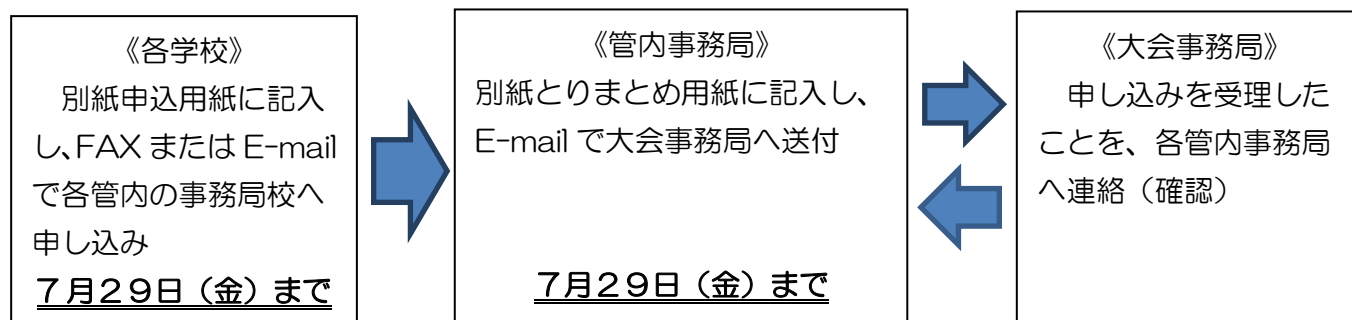 《各学校》
別紙申込用紙に記入
し、FAX または E-mail
で各管内の事務局校へ
申し込み
7月29日（金）まで
《管内事務局》
別紙とりまとめ用紙に記入し、
E-mail で大会事務局へ送付
7月29日（金）まで
《大会事務局》
申し込みを受理した
ことを、各管内事務局
へ連絡（確認）